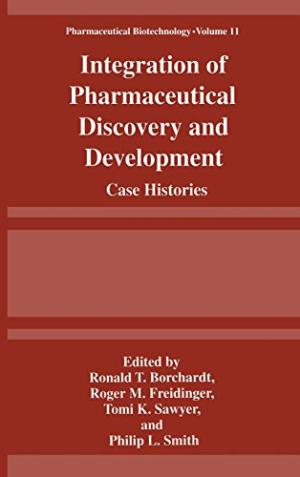 Pharmaceutical Biotechnology • Volume 11
Integration of
Pharmaceutical
Discovery and
Development
Case Histories
Edited by
Ronald T. Borchardt,
Roger M. Freidinger,
Tomi K. Sawyer,
and
Philip L. Smith